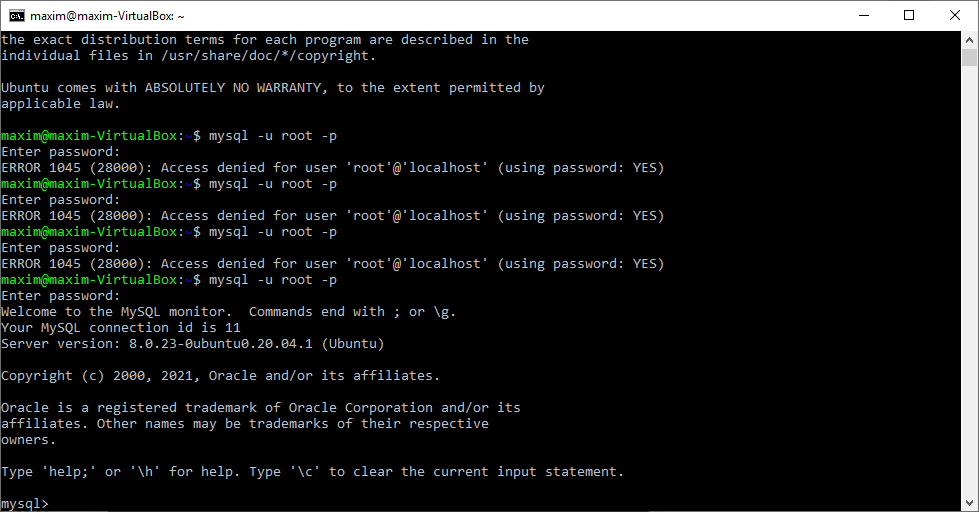 maxim@maxim-VirtualBox: ~
the exact distribution terms for each program are described in the
individual files in /usr/share/doc/*/copyright.
Ubuntu comes with ABSOLUTELY NO WARRANTY, to the extent permitted by
applicable law.
maxim@maxim-VirtualBox:~$ mysql -u root -p
Enter password:
ERROR 1045 (28000): Access denied for user 'root'@'localhost' (using password: YES)
maxim@maxim-VirtualBox:~$ mysql -u root -p
Enter password:
ERROR 1045 (28000): Access denied for user 'root'@'localhost' (using password: YES)
maxim@maxim-VirtualBox:~$ mysql -u root -p
Enter password:
ERROR 1045 (28000): Access denied for user 'root'@'localhost' (using password: YES)
maxim@maxim-VirtualBox:~$ mysql -u root -p
Enter password:
Welcome to the MySQL monitor.  Commands end with ; or \g.
Your MySQL connection id is 11
Server version: 8.0.23-0ubuntu0.20.04.1 (Ubuntu)
Copyright (c) 2000, 2021, Oracle and/or its affiliates.
Oracle is a registered trademark of Oracle Corporation and/or its
affiliates. Other names may be trademarks of their respective
owners.
Type 'help;' or '\h' for help. Type '\c' to clear the current input statement.
mysql>